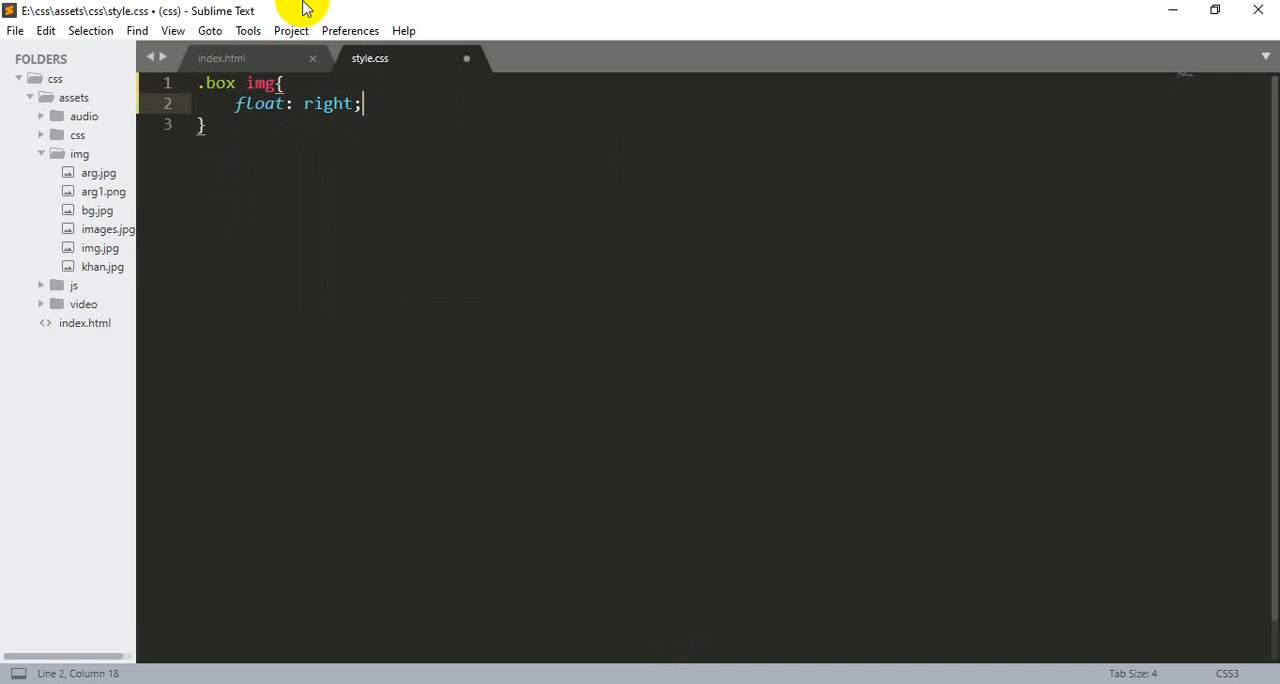 E:\css\assets\css\style.css • (css) - Sublime Text
File Edit Selection Find View Goto Tools Project Preferences Help
FOLDERS
css
assets
audio
css
img
arg.jpg
arg1.png
bg.jpg
images.jpg
img.jpg
khan.jpg
js
video
<> index.html
index.html ×
style.css
1 .box img{
2 float: right;
3 }
Line 2, Column 18
Tab Size: 4
CSS3